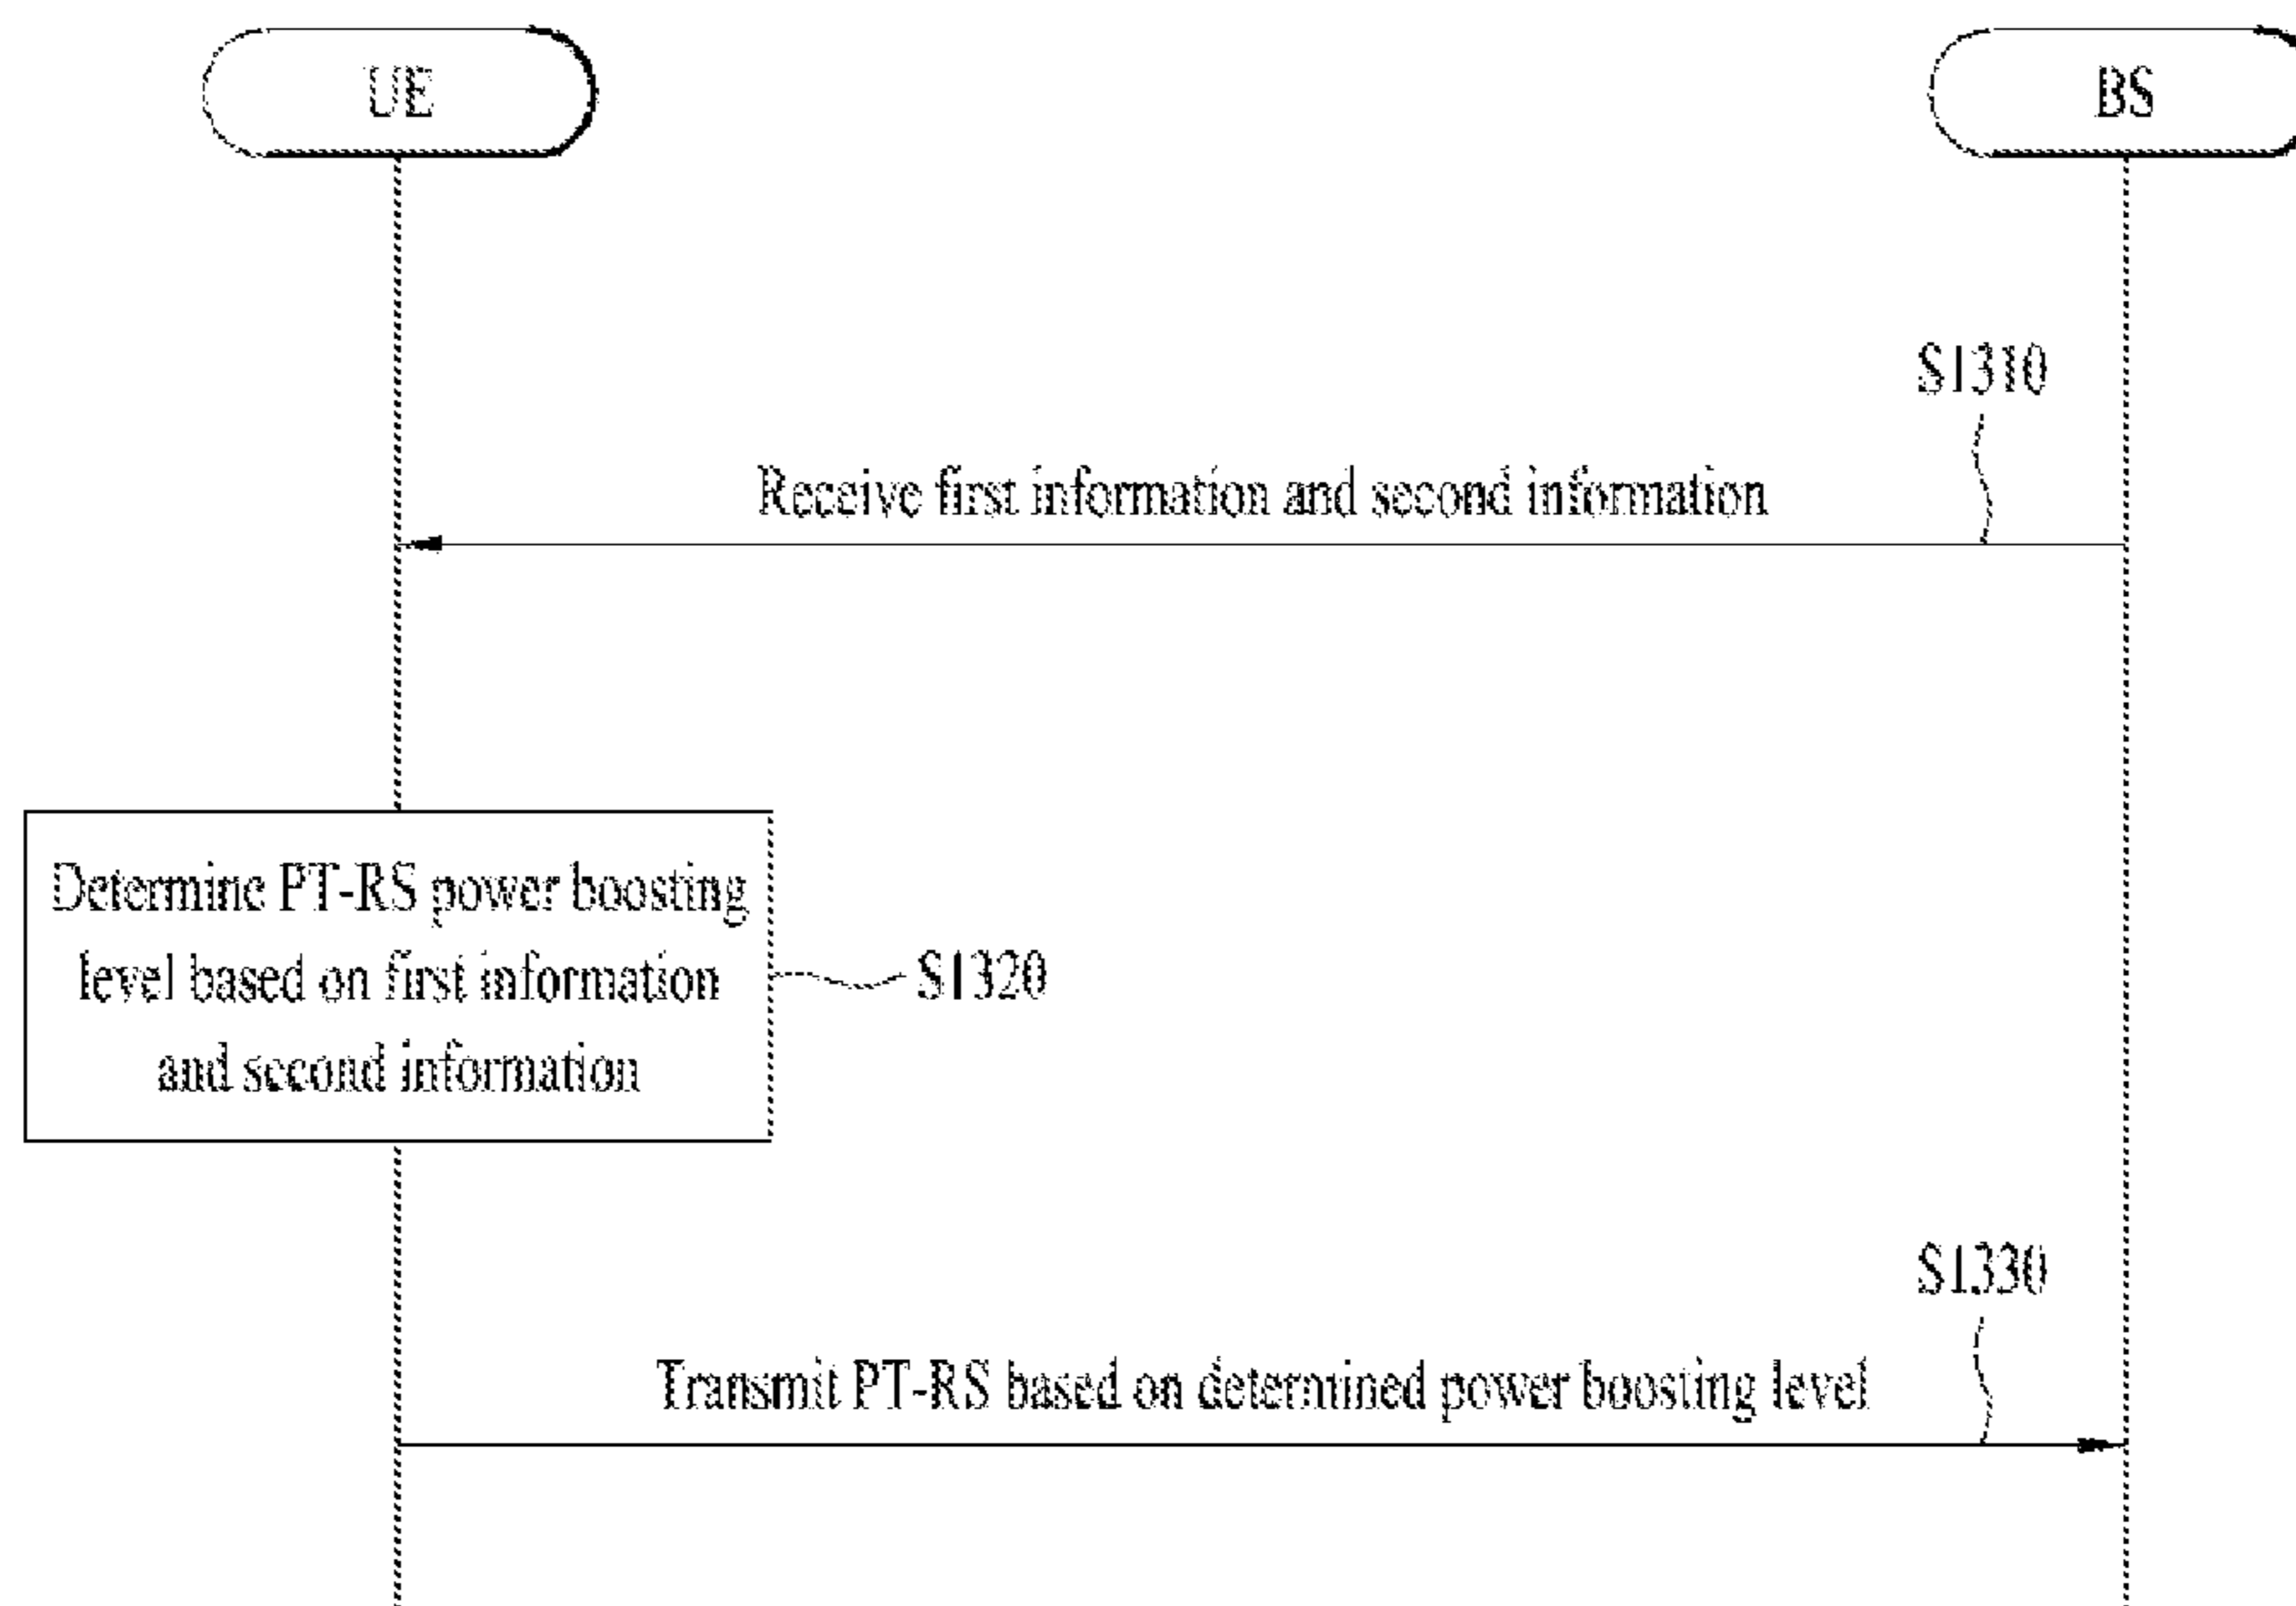 UE
BS
S1310
Receive first information and second information
Determine PT-RS power boosting
level based on first information
and second information
S1320
S1330
Transmit PT-RS based on determined power boosting level